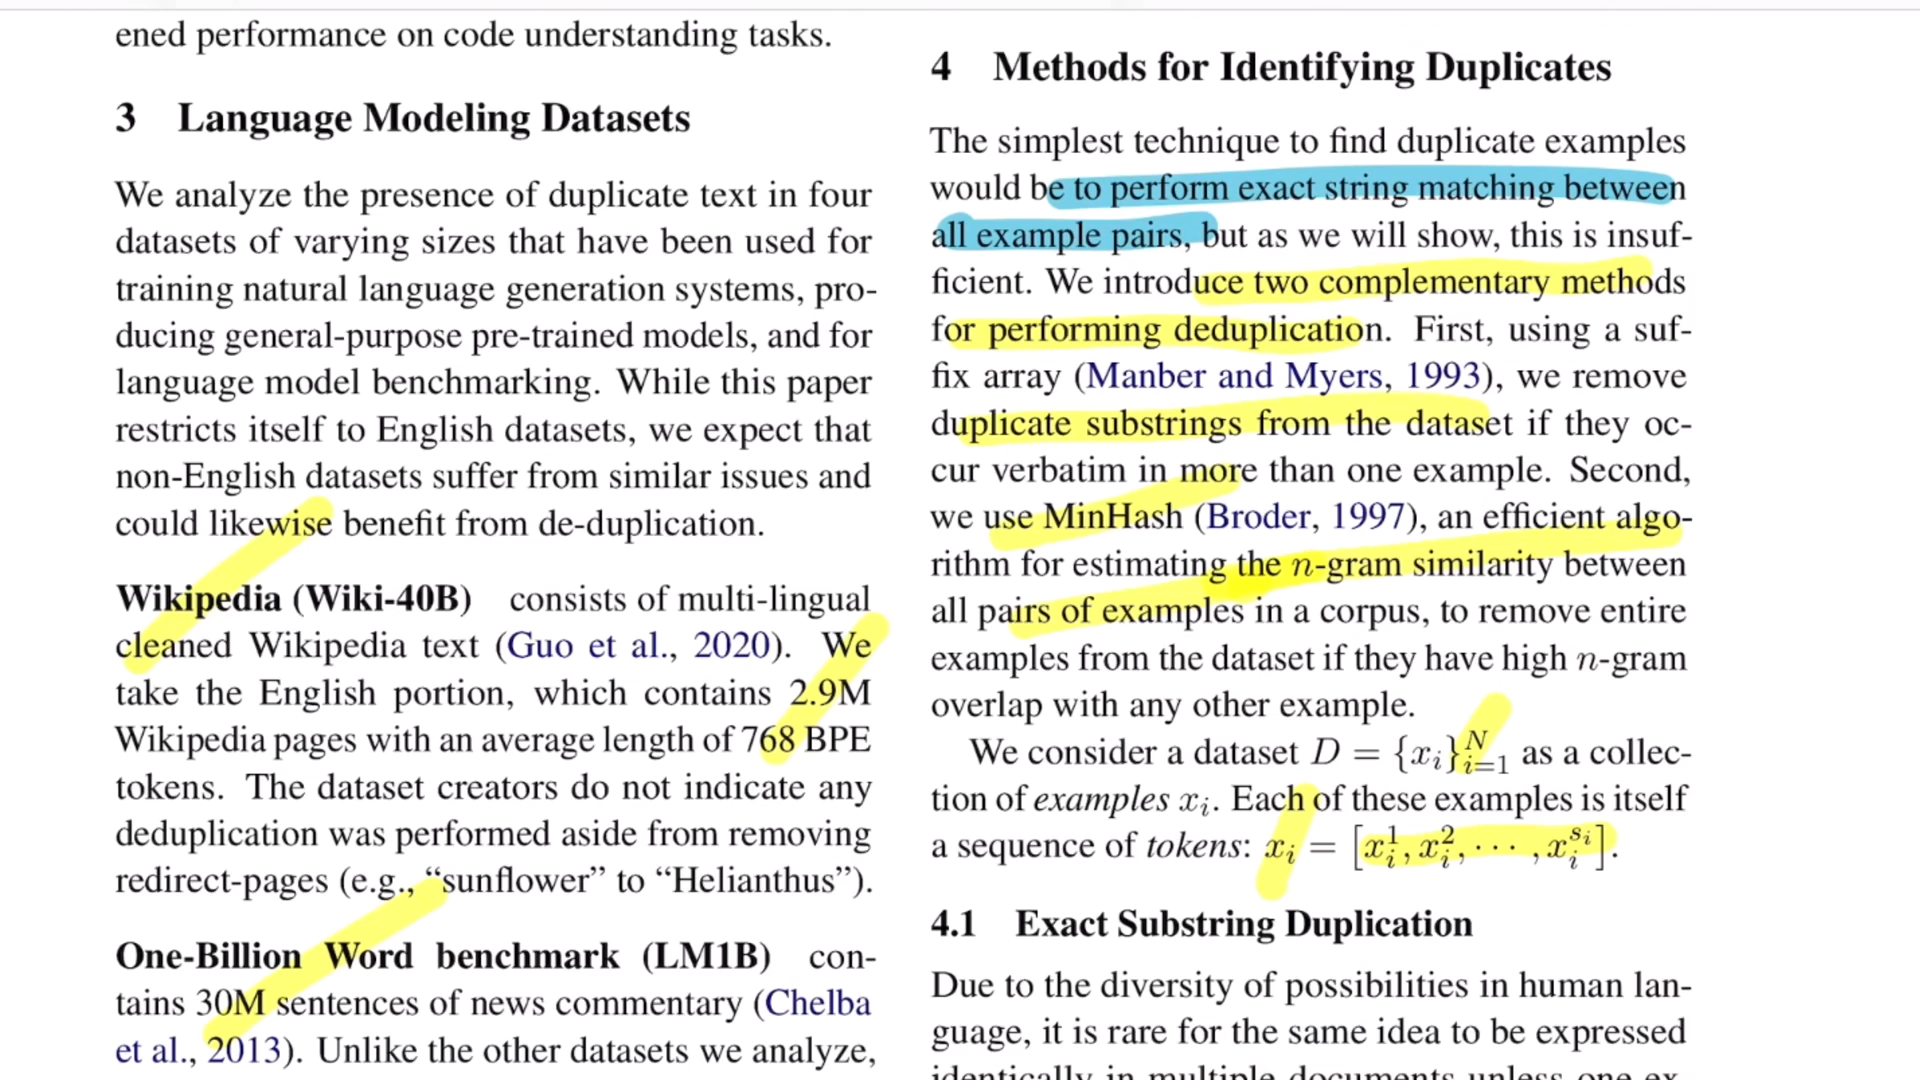 ened performance on code understanding tasks.
3 Language Modeling Datasets
We analyze the presence of duplicate text in four
datasets of varying sizes that have been used for
training natural language generation systems, pro-
ducing general-purpose pre-trained models, and for
language model benchmarking. While this paper
restricts itself to English datasets, we expect that
non-English datasets suffer from similar issues and
could likewise benefit from de-duplication.
Wikipedia (Wiki-40B) consists of multi-lingual
cleaned Wikipedia text (Guo et al., 2020). We
take the English portion, which contains 2.9M
Wikipedia pages with an average length of 768 BPE
tokens. The dataset creators do not indicate any
deduplication was performed aside from removing
redirect-pages (e.g., “sunflower” to “Helianthus”).
One-Billion Word benchmark (LM1B) con-
tains 30M sentences of news commentary (Chelba
et al., 2013). Unlike the other datasets we analyze,
4 Methods for Identifying Duplicates
The simplest technique to find duplicate examples
would be to perform exact string matching between
all example pairs, but as we will show, this is insuf-
ficient. We introduce two complementary methods
for performing deduplication. First, using a suf-
fix array (Manber and Myers, 1993), we remove
duplicate substrings from the dataset if they oc-
cur verbatim in more than one example. Second,
we use MinHash (Broder, 1997), an efficient algo-
rithm for estimating the n-gram similarity between
all pairs of examples in a corpus, to remove entire
examples from the dataset if they have high n-gram
overlap with any other example.
We consider a dataset D = {x_i}_{i=1}^N as a collec-
tion of examples x_i. Each of these examples is itself
a sequence of tokens: x_i = [x_i^1, x_i^2, ··· , x_i^{s_i}].
4.1 Exact Substring Duplication
Due to the diversity of possibilities in human lan-
guage, it is rare for the same idea to be expressed
identically in multiple documents unless one ex-